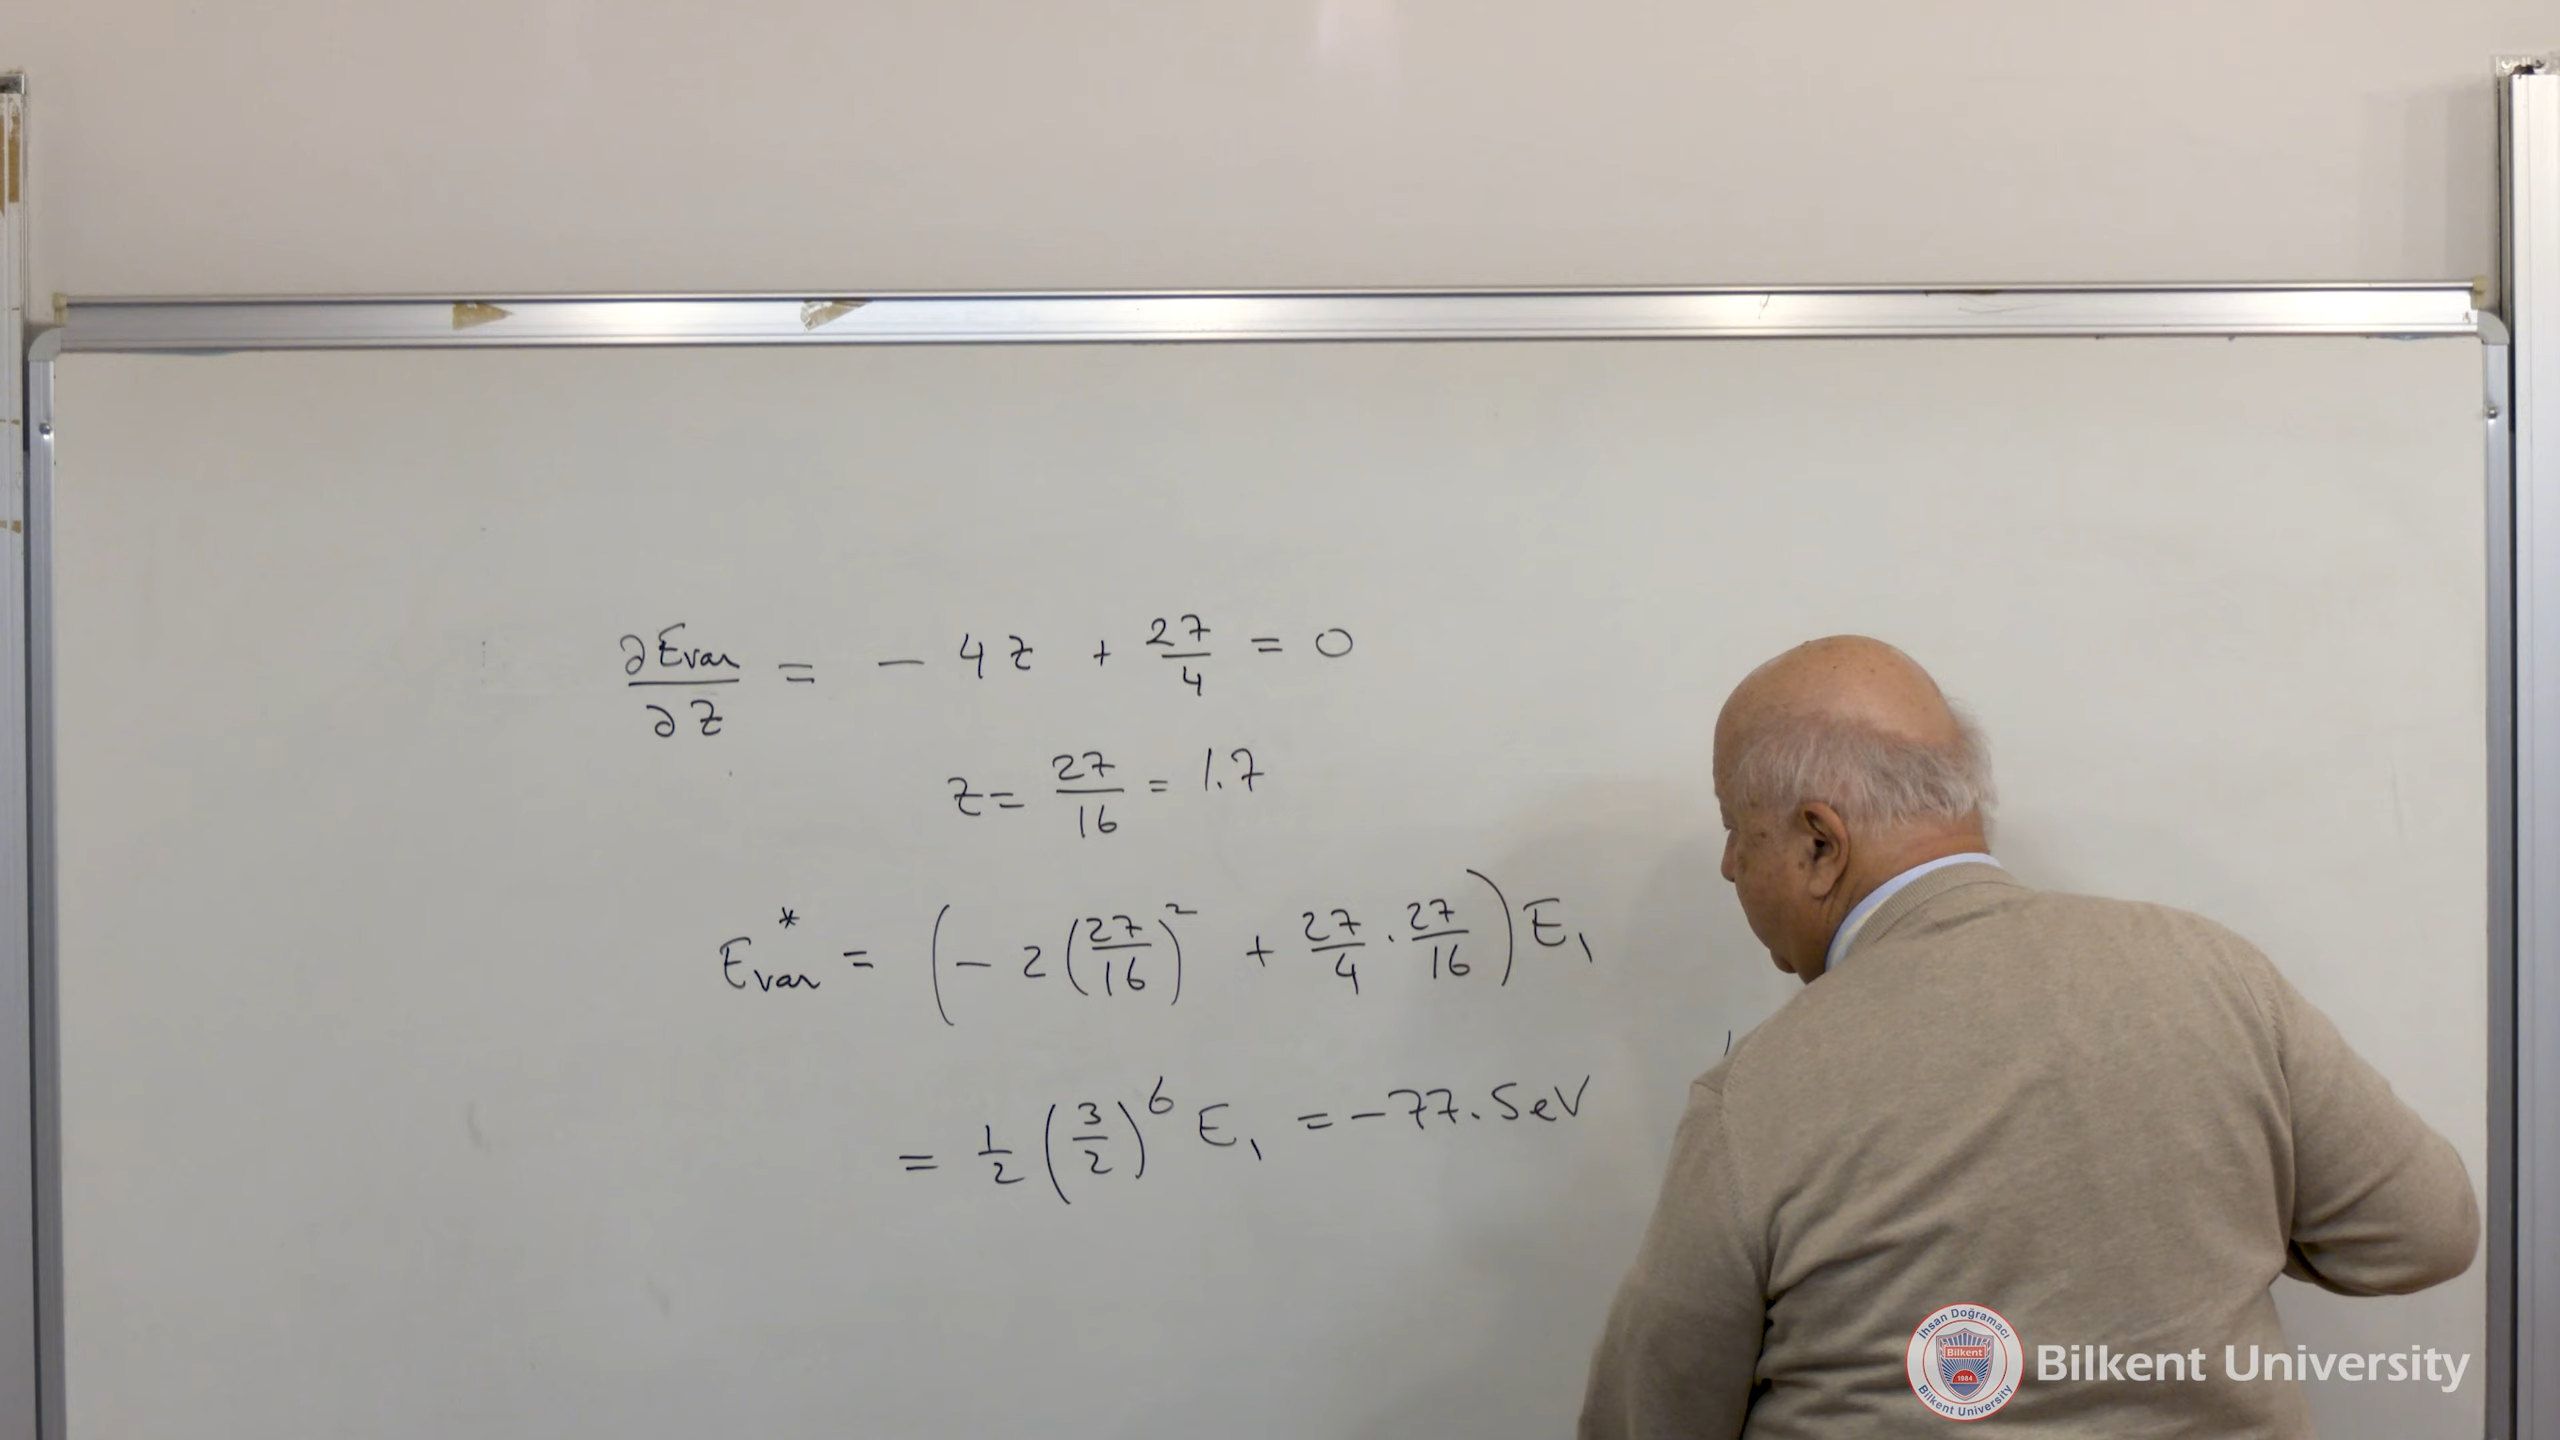 ∂Evar/∂Z = − 4Z + 27/4 = 0
Z = 27/16 = 1.7
Evar* = (− 2(27/16)² + 27/4 · 27/16) E₁
= 1/2 (3/2)⁶ E₁ = −77.5eV
İhsan Doğramacı
Bilkent
1984
Bilkent University
Bilkent University